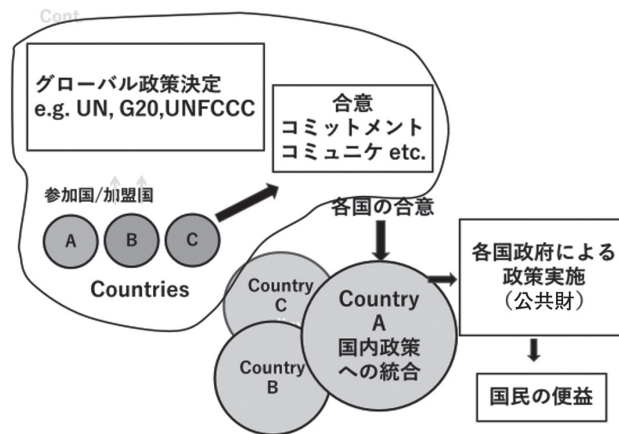 Cont.
グローバル政策決定
e.g. UN, G20,UNFCCC
合意
コミットメント
コミュニケ etc.
参加国/加盟国
A
B
C
Countries
各国の合意
Country
C
Country
B
Country
A
国内政策
への統合
各国政府による
政策実施
（公共財）
国民の便益